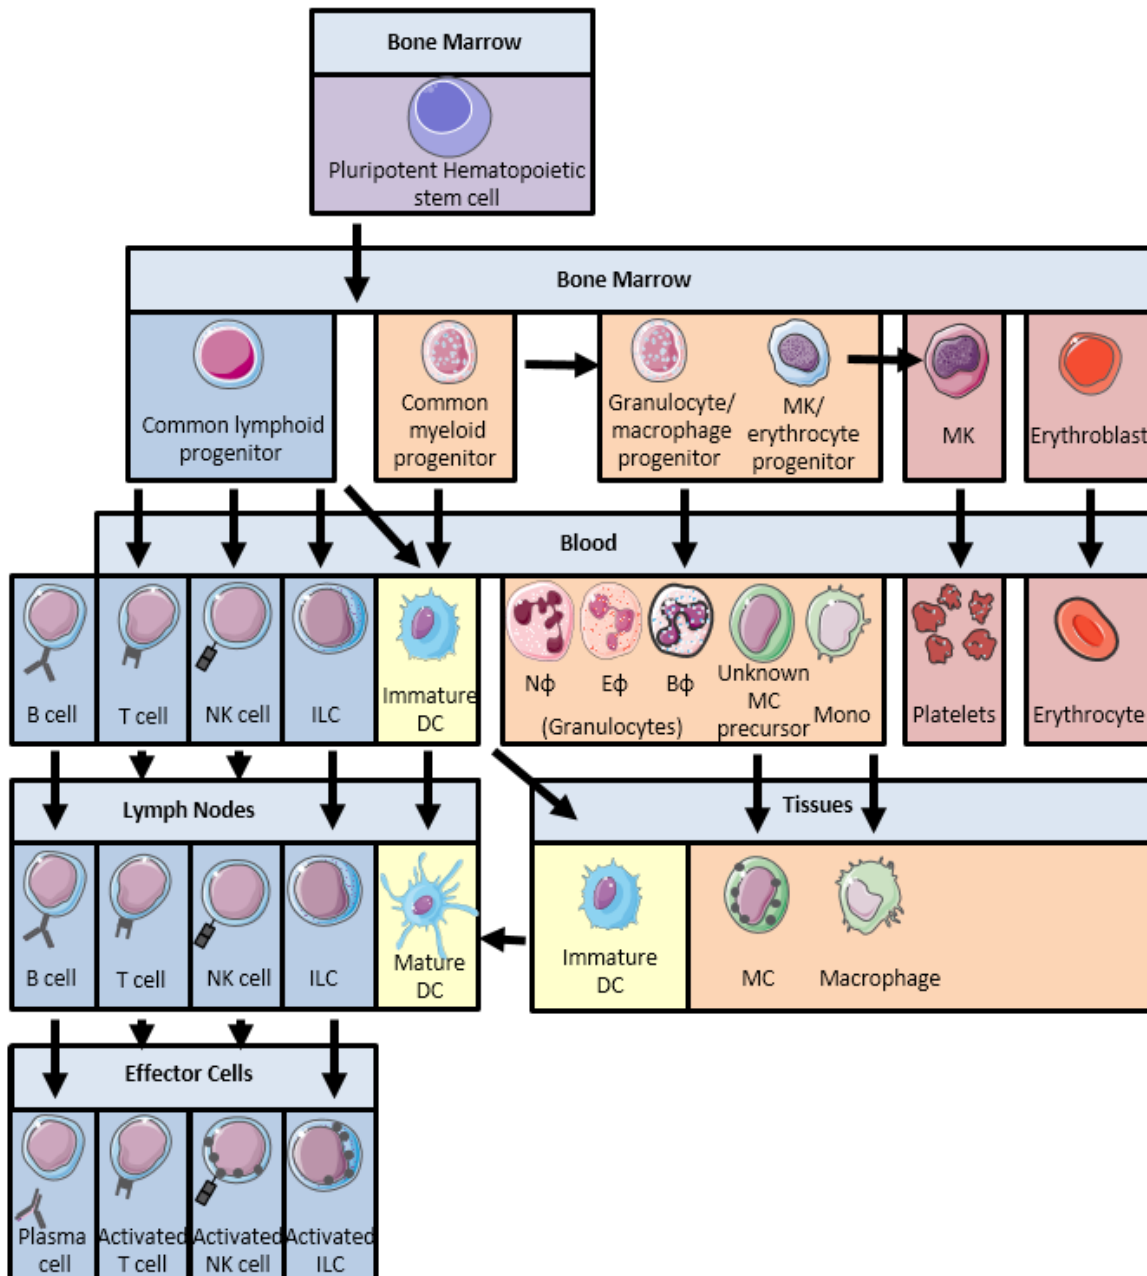 Bone Marrow
Pluripotent Hematopoietic
stem cell
Bone Marrow
Common lymphoid
progenitor
Common
myeloid
progenitor
Granulocyte/
macrophage
progenitor
MK/
erythrocyte
progenitor
MK
Erythroblast
Blood
B cell
T cell
NK cell
ILC
Immature
DC
Nϕ
Eϕ
Bϕ
(Granulocytes)
Unknown
MC
precursor
Mono
Platelets
Erythrocyte
Lymph Nodes
B cell
T cell
NK cell
ILC
Mature
DC
Tissues
Immature
DC
MC
Macrophage
Effector Cells
Plasma
cell
Activated
T cell
Activated
NK cell
Activated
ILC